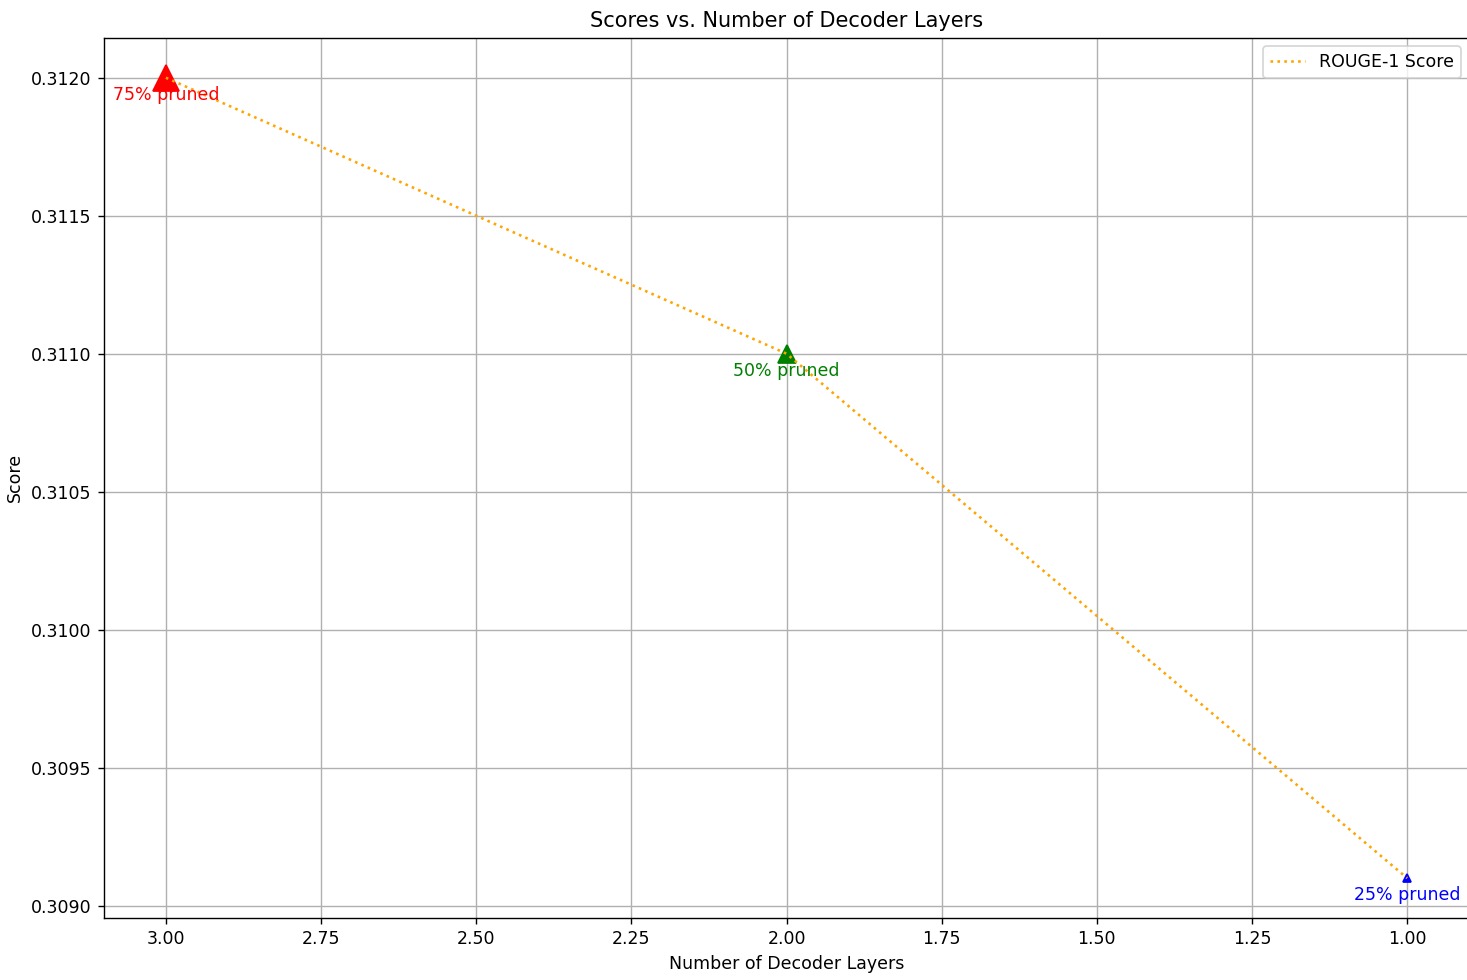 Scores vs. Number of Decoder Layers
ROUGE-1 Score
0.3120
0.3115
0.3110
0.3105
0.3100
0.3095
0.3090
Score
75% pruned
50% pruned
25% pruned
3.00 2.75 2.50 2.25 2.00 1.75 1.50 1.25 1.00
Number of Decoder Layers